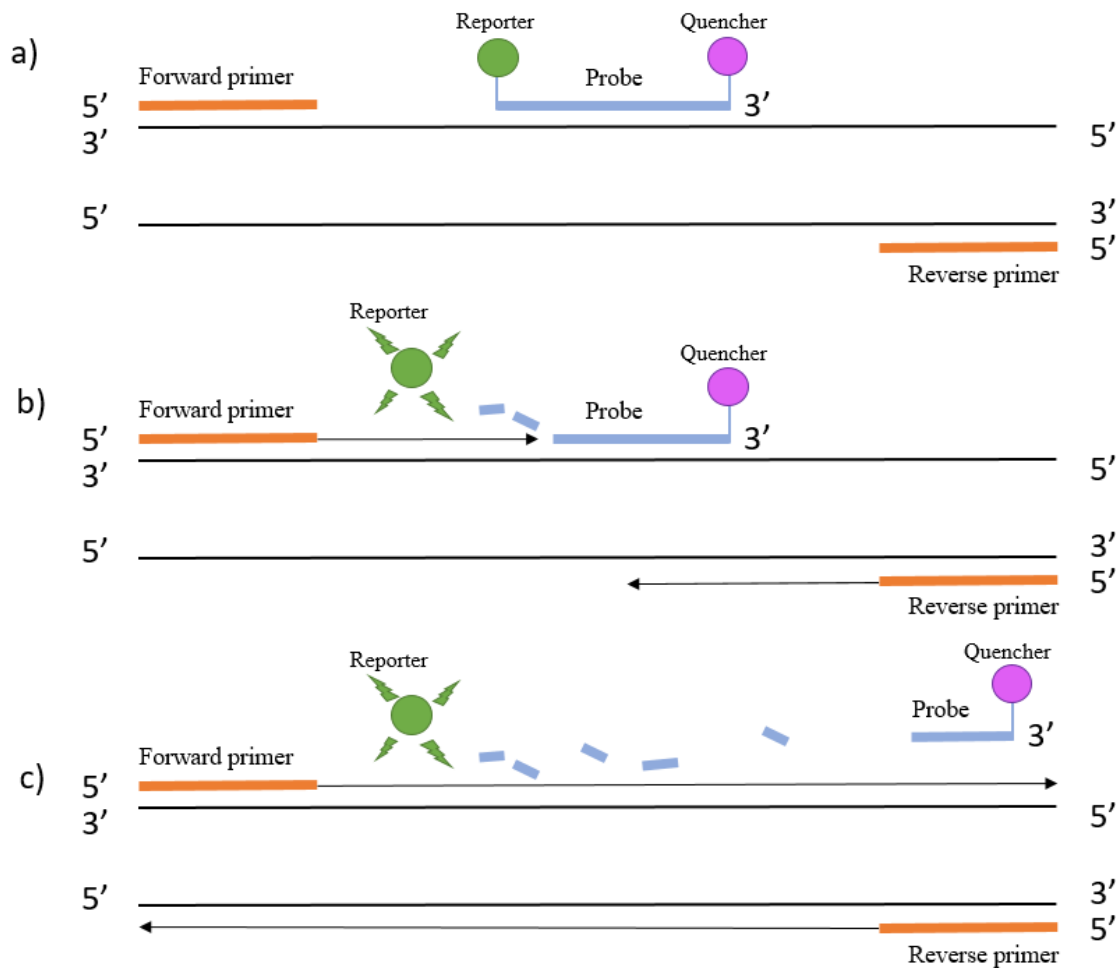 a)
Reporter
Quencher
Forward primer
Probe
5’
3’
3’
5’
5’
3’
5’
Reverse primer
b)
Reporter
Quencher
Forward primer
Probe
5’
3’
3’
5’
5’
3’
5’
Reverse primer
c)
Reporter
Quencher
Probe
Forward primer
3’
5’
3’
5’
5’
3’
5’
Reverse primer